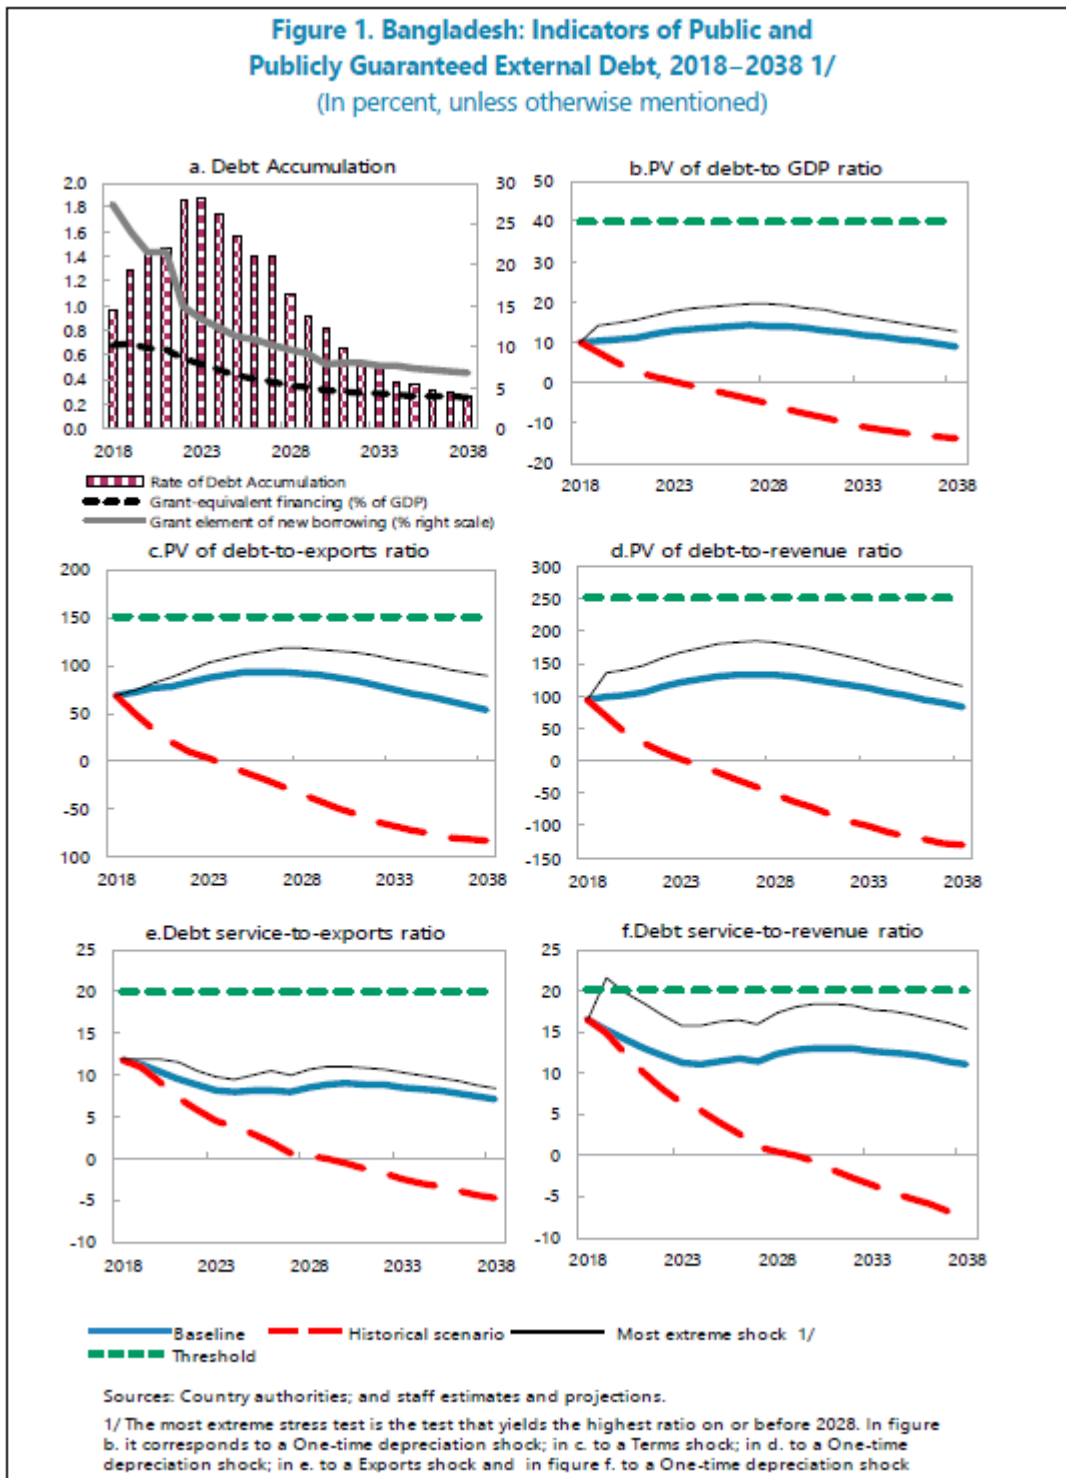 Figure 1. Bangladesh: Indicators of Public and
Publicly Guaranteed External Debt, 2018–2038 1/
(In percent, unless otherwise mentioned)
a. Debt Accumulation
2.0
1.8
1.6
1.4
1.2
1.0
0.8
0.6
0.4
0.2
0.0
30
25
20
15
10
5
0
2018 2023 2028 2033 2038
Rate of Debt Accumulation
Grant-equivalent financing (% of GDP)
Grant element of new borrowing (% right scale)
b.PV of debt-to GDP ratio
50
40
30
20
10
0
-10
-20
2018 2023 2028 2033 2038
c.PV of debt-to-exports ratio
200
150
100
50
0
-50
100
2018 2023 2028 2033 2038
d.PV of debt-to-revenue ratio
300
250
200
150
100
50
0
-50
-100
-150
2018 2023 2028 2033 2038
e.Debt service-to-exports ratio
25
20
15
10
5
0
-5
-10
2018 2023 2028 2033 2038
f.Debt service-to-revenue ratio
25
20
15
10
5
0
-5
-10
2018 2023 2028 2033 2038
Baseline Historical scenario Most extreme shock 1/
Threshold
Sources: Country authorities; and staff estimates and projections.
1/ The most extreme stress test is the test that yields the highest ratio on or before 2028. In figure
b. it corresponds to a One-time depreciation shock; in c. to a Terms shock; in d. to a One-time
depreciation shock; in e. to a Exports shock and in figure f. to a One-time depreciation shock